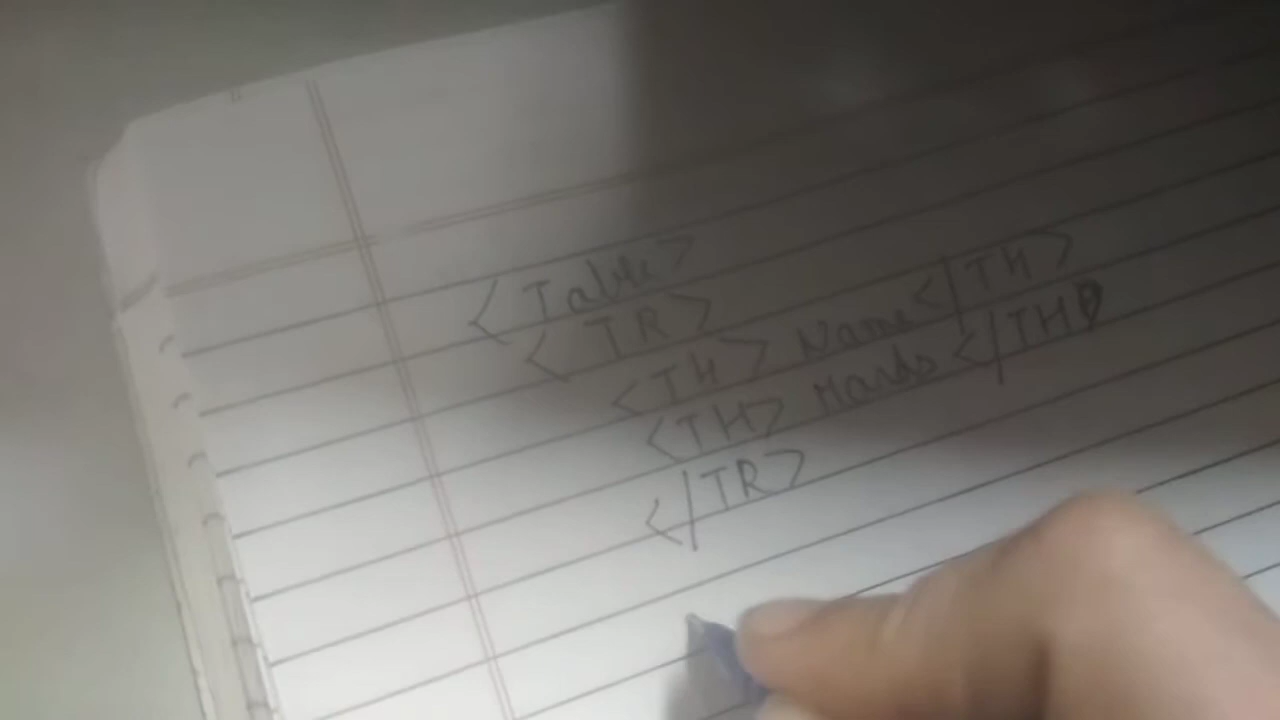 <Table>
<TR>
<TH> Name </TH>
<TH> Marks </TH>
</TR>